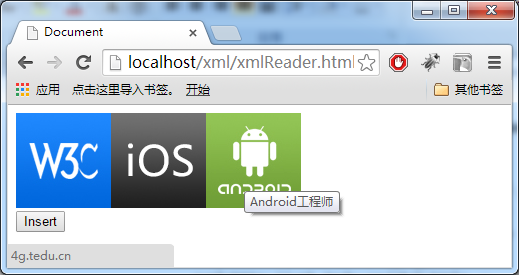 Document
localhost/xml/xmlReader.html
应用 点击这里导入书签。 开始 其他书签
W3C iOS ANDROID
Android工程师
Insert
4g.tedu.cn